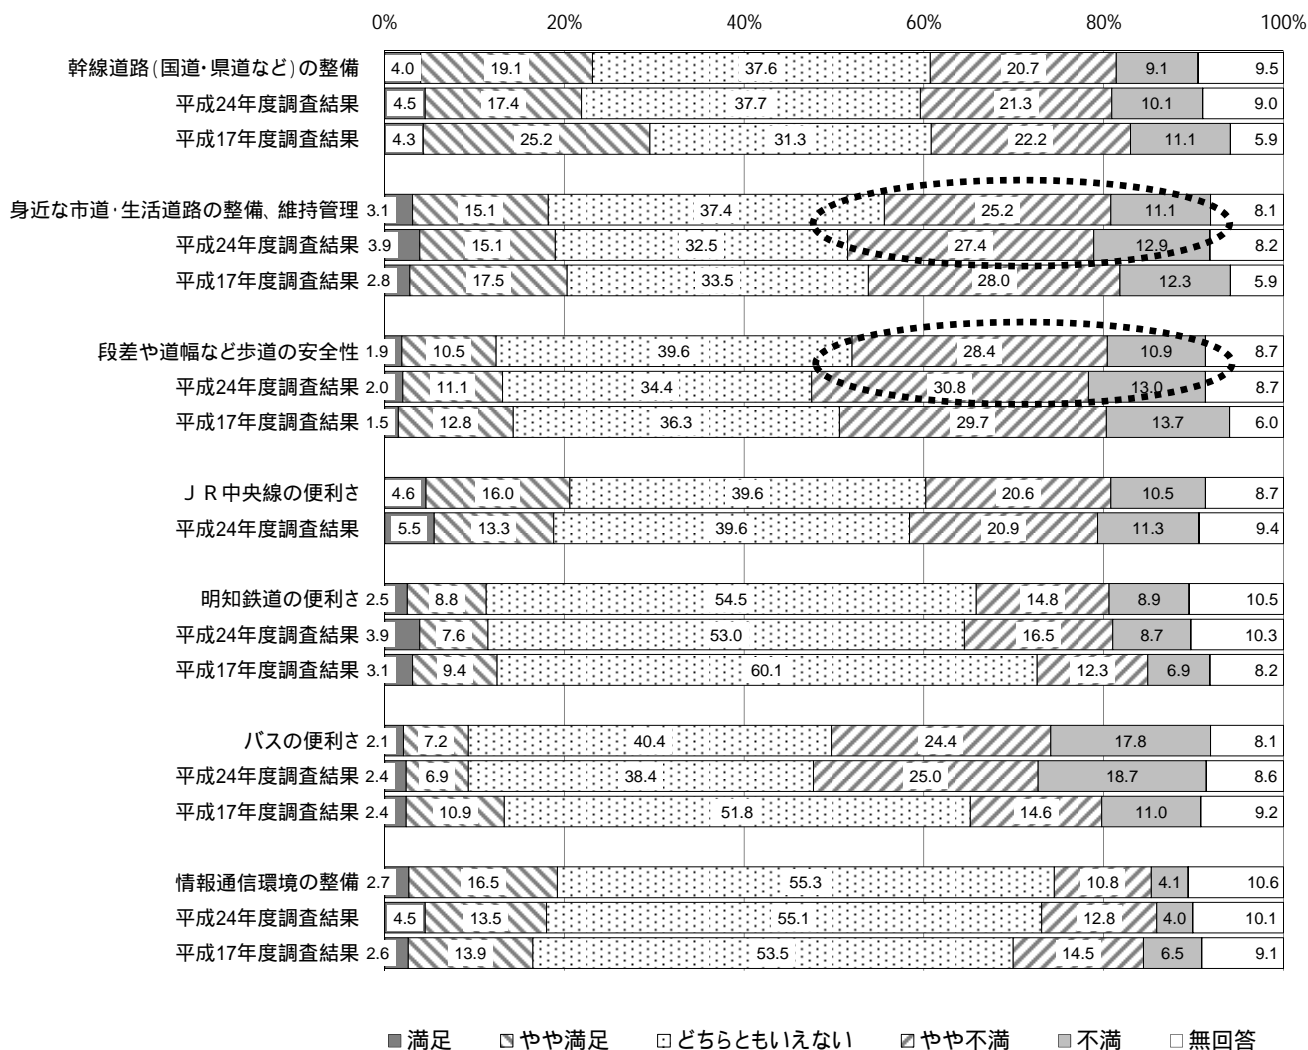 0% 20% 40% 60% 80% 100%
幹線道路(国道・県道など)の整備 4.0 19.1 37.6 20.7 9.1 9.5
平成24年度調査結果 4.5 17.4 37.7 21.3 10.1 9.0
平成17年度調査結果 4.3 25.2 31.3 22.2 11.1 5.9
身近な市道・生活道路の整備、維持管理 3.1 15.1 37.4 25.2 11.1 8.1
平成24年度調査結果 3.9 15.1 32.5 27.4 12.9 8.2
平成17年度調査結果 2.8 17.5 33.5 28.0 12.3 5.9
段差や道幅など歩道の安全性 1.9 10.5 39.6 28.4 10.9 8.7
平成24年度調査結果 2.0 11.1 34.4 30.8 13.0 8.7
平成17年度調査結果 1.5 12.8 36.3 29.7 13.7 6.0
ＪＲ中央線の便利さ 4.6 16.0 39.6 20.6 10.5 8.7
平成24年度調査結果 5.5 13.3 39.6 20.9 11.3 9.4
明知鉄道の便利さ 2.5 8.8 54.5 14.8 8.9 10.5
平成24年度調査結果 3.9 7.6 53.0 16.5 8.7 10.3
平成17年度調査結果 3.1 9.4 60.1 12.3 6.9 8.2
バスの便利さ 2.1 7.2 40.4 24.4 17.8 8.1
平成24年度調査結果 2.4 6.9 38.4 25.0 18.7 8.6
平成17年度調査結果 2.4 10.9 51.8 14.6 11.0 9.2
情報通信環境の整備 2.7 16.5 55.3 10.8 4.1 10.6
平成24年度調査結果 4.5 13.5 55.1 12.8 4.0 10.1
平成17年度調査結果 2.6 13.9 53.5 14.5 6.5 9.1
満足 やや満足 どちらともいえない やや不満 不満 無回答